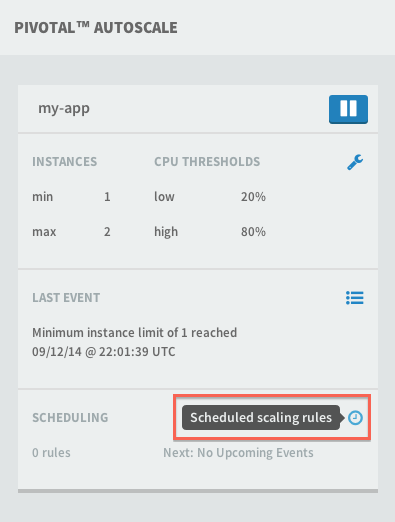 PIVOTAL™ AUTOSCALE
my-app
INSTANCES CPU THRESHOLDS
min 1 low 20%
max 2 high 80%
LAST EVENT
Minimum instance limit of 1 reached
09/12/14 @ 22:01:39 UTC
SCHEDULING Scheduled scaling rules
0 rules Next: No Upcoming Events